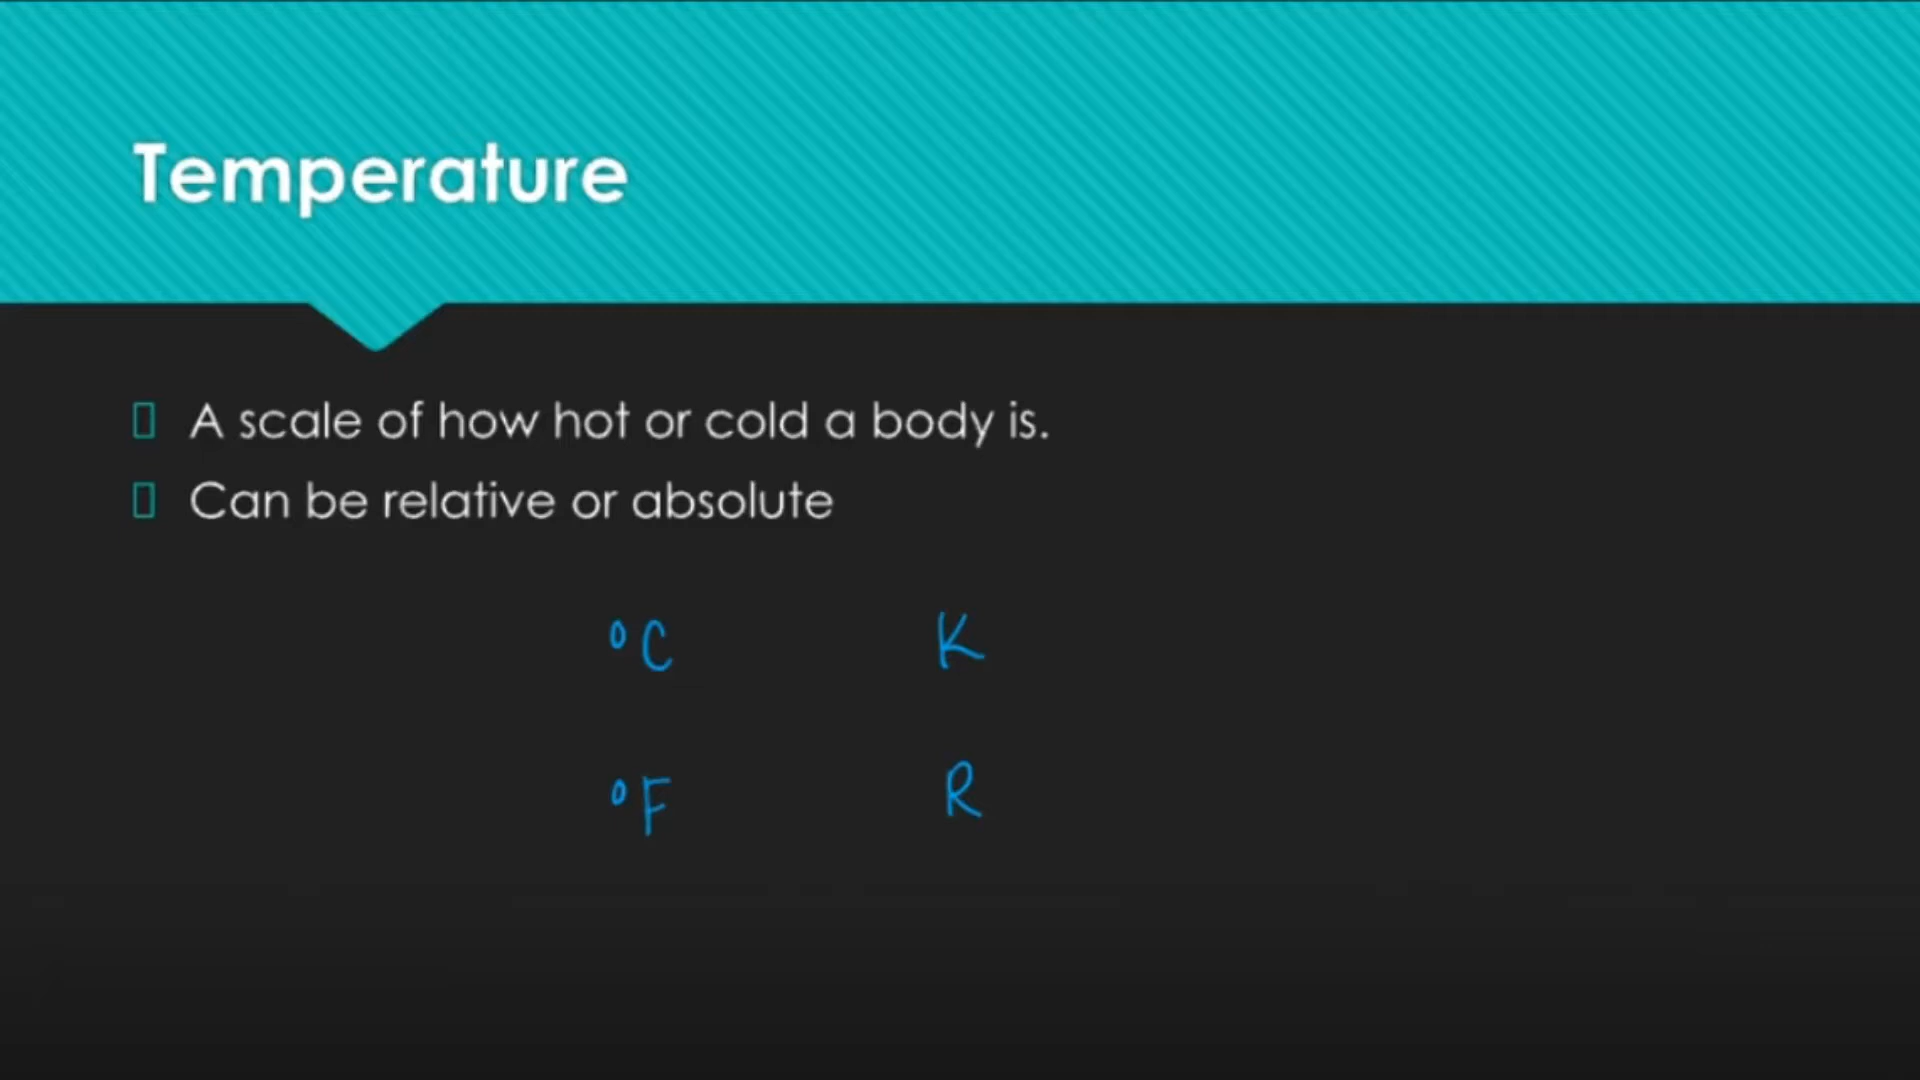 Temperature
A scale of how hot or cold a body is.
Can be relative or absolute
°C K
°F R